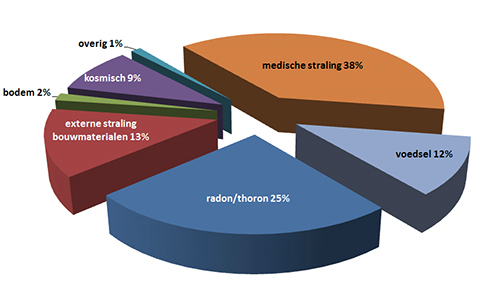 overig 1%
medische straling 38%
kosmisch 9%
bodem 2%
externe straling
bouwmaterialen 13%
voedsel 12%
radon/thoron 25%